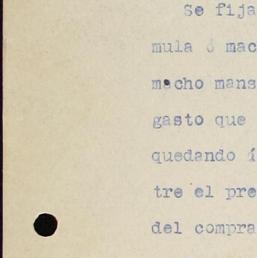 Se fija
mula ó mac
macho mans
gasto que
quedando í
tre el pre
del compra